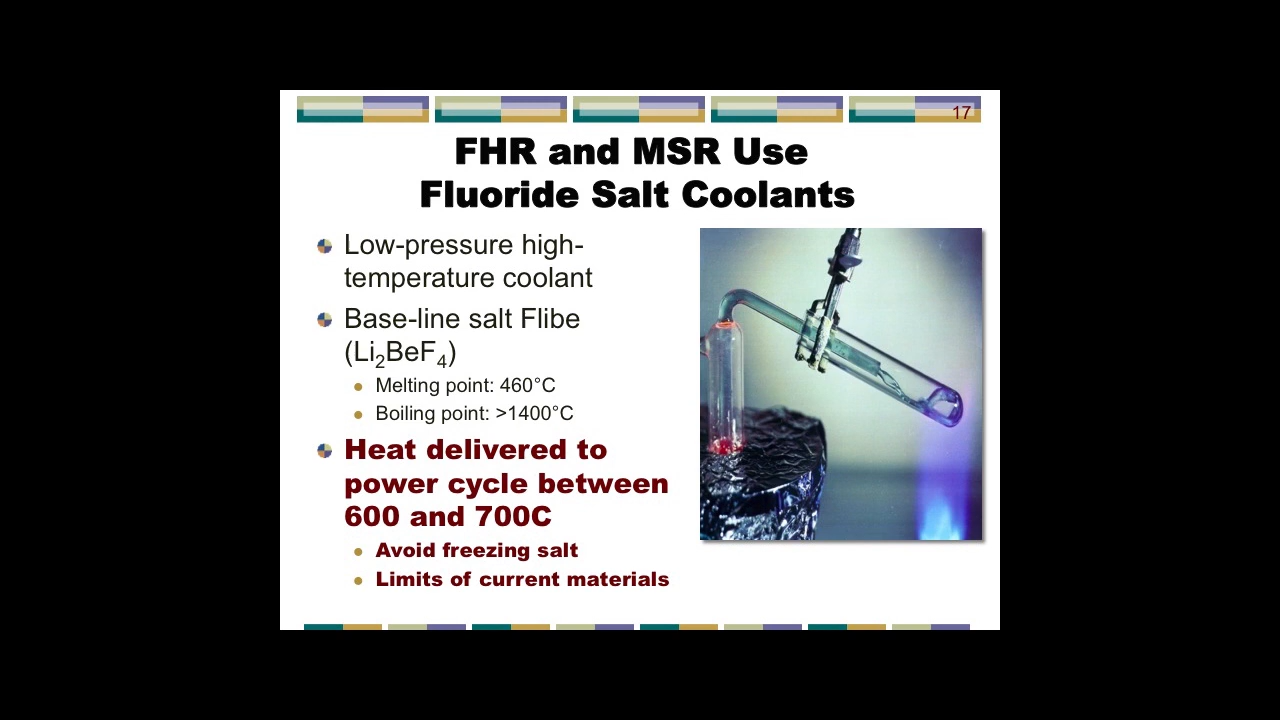 17
FHR and MSR Use
Fluoride Salt Coolants
Low-pressure high-
temperature coolant
Base-line salt Flibe
(Li₂BeF₄)
Melting point: 460°C
Boiling point: >1400°C
Heat delivered to
power cycle between
600 and 700C
Avoid freezing salt
Limits of current materials